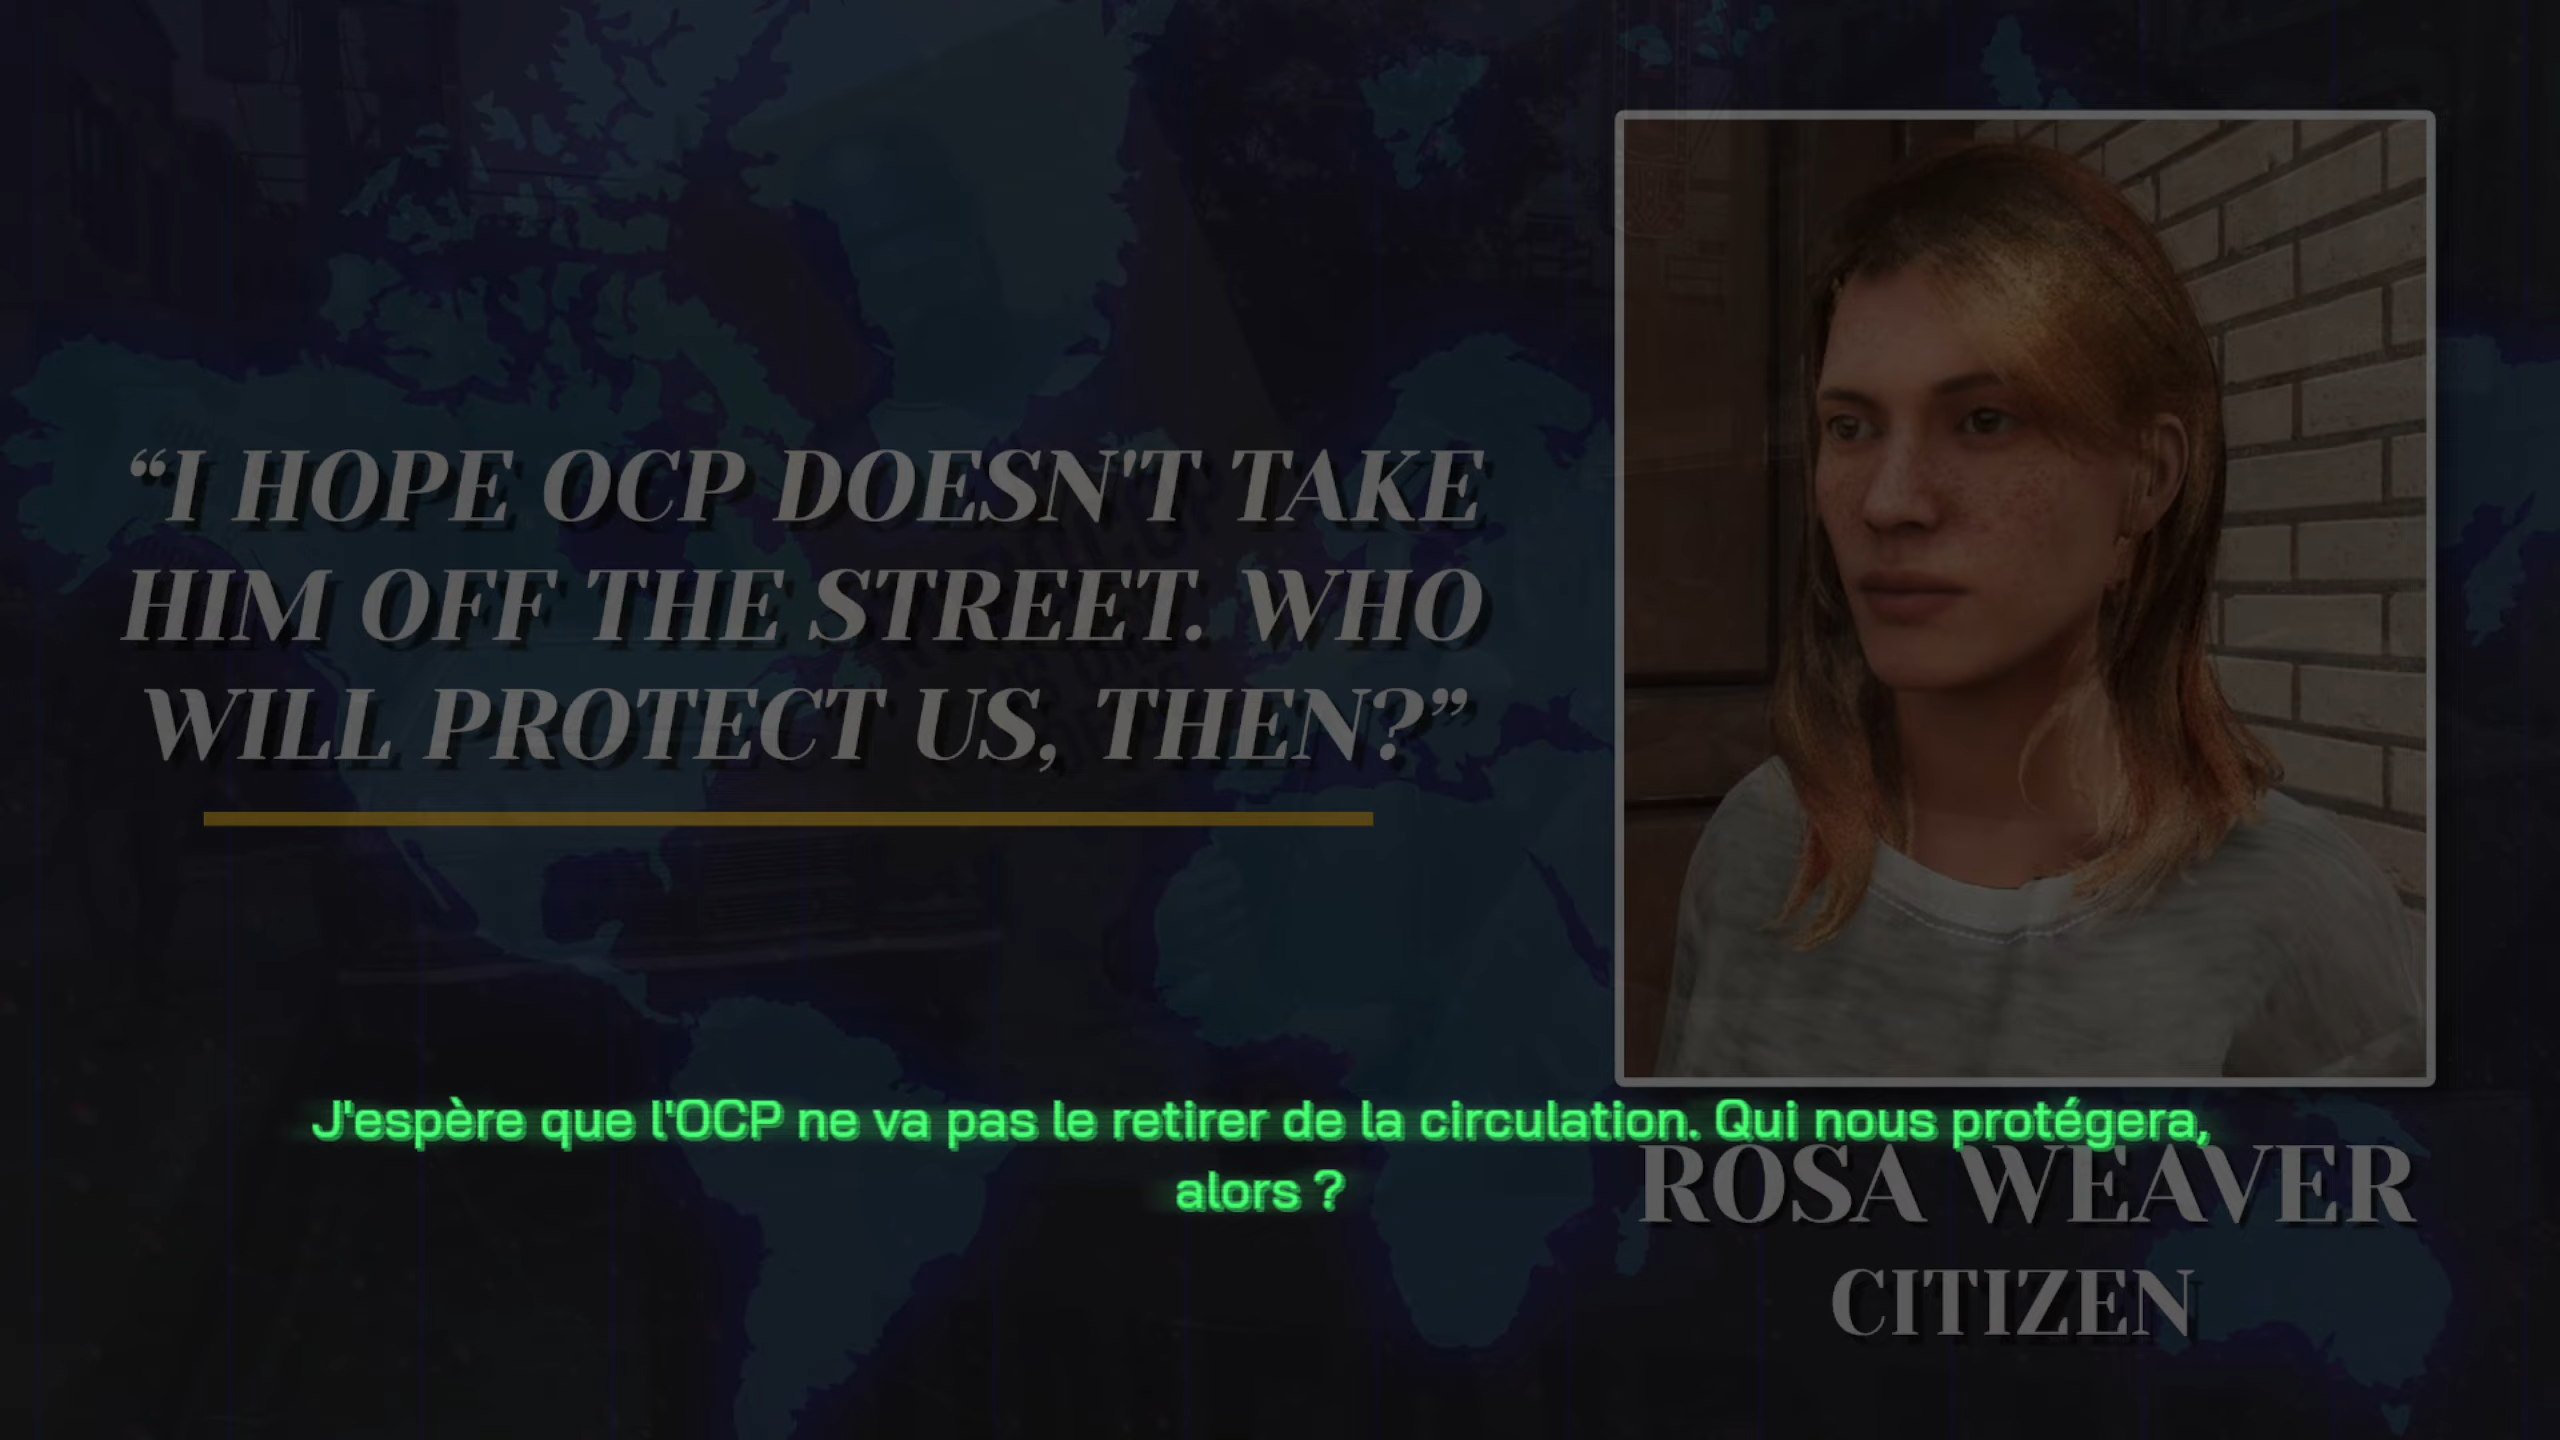 “I HOPE OCP DOESN'T TAKE
HIM OFF THE STREET. WHO
WILL PROTECT US, THEN?”
J'espère que l'OCP ne va pas le retirer de la circulation. Qui nous protégera,
alors ?
ROSA WEAVER
CITIZEN